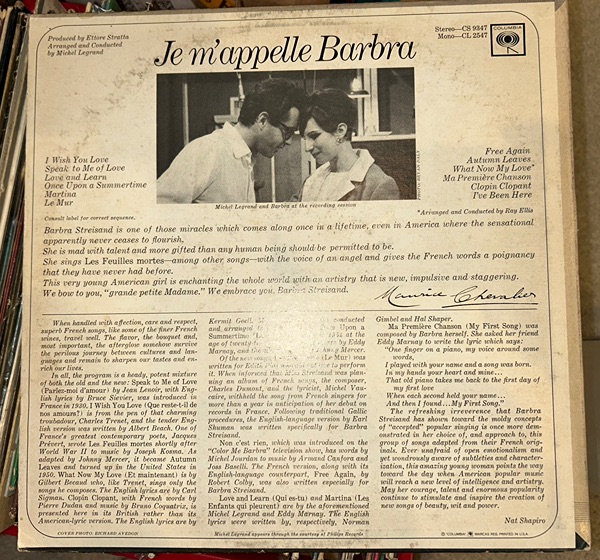 Produced by Ettore Stratta
Arranged and Conducted
by Michel Legrand
Je m'appelle Barbra
Stereo—CS 9347
Mono—CL 2547
COLUMBIA
I Wish You Love
Speak to Me of Love
Love and Learn
Once Upon a Summertime
Martina
Le Mur
Consult label for correct sequence.
Michel Legrand and Barbra at the recording session
Free Again
Autumn Leaves
What Now My Love*
Ma Première Chanson
Clopin Clopant
I've Been Here
*Arranged and Conducted by Ray Ellis
Barbra Streisand is one of those miracles which comes along once in a lifetime, even in America where the sensational
apparently never ceases to flourish.
She is mad with talent and more gifted than any human being should be permitted to be.
She sings Les Feuilles mortes—among other songs—with the voice of an angel and gives the French words a poignancy
that they have never had before.
This very young American girl is enchanting the whole world with an artistry that is new, impulsive and staggering.
We bow to you, "grande petite Madame." We embrace you, Barbra Streisand.
Maurice Chevalier
When handled with affection, care and respect,
superb French songs, like some of the finer French
wines, travel well. The flavor, the bouquet and,
most important, the afterglow somehow survive
the perilous journey between cultures and lan-
guages and remain to sharpen our tastes and en-
rich our lives.
In all, the program is a heady, potent mixture
of both the old and the new: Speak to Me of Love
(Parlez-moi d'amour) by Jean Lenoir, with Eng-
lish lyrics by Bruce Sievier, was introduced in
France in 1930. I Wish You Love (Que reste-t-il de
nos amours?) is from the pen of that charming
troubadour, Charles Trenet, and the tender Eng-
lish version was written by Albert Beach. One of
France's greatest contemporary poets, Jacques
Prévert, wrote Les Feuilles mortes shortly after
World War II to music by Joseph Kosma. As
adapted by Johnny Mercer, it became Autumn
Leaves and turned up in the United States in
1950. What Now My Love (Et maintenant) is by
Gilbert Becaud who, like Trenet, sings only the
songs he composes. The English lyrics are by Carl
Sigman. Clopin Clopant, with French words by
Pierre Dudan and music by Bruno Coquatrix, is
presented here in its British rather than its
American-lyric version. The English lyrics are by
Kermit Goell. M conducted
and arranged t Upon a
Summertime "L 1954 at the
age of twenty by Eddy
Marnay, and the Johnny Mercer.
Of the new songs, (Le Mur) was
written for Edith Piaf to perform
it. When informed that Miss Streisand was plan-
ning an album of French songs, the composer,
Charles Dumont, and the lyricist, Michel Vau-
caire, withheld the song from French singers for
more than a year in anticipation of her debut on
records in France. Following traditional Gallic
procedures, the English-language version by Earl
Shuman was written specifically for Barbra
Streisand.
Non c'est rien, which was introduced on the
"Color Me Barbra" television show, has words by
Michel Jourdan to music by Armand Canfora and
Joss Baselli. The French version, along with its
English-language counterpart, Free Again, by
Robert Colby, was also written especially for
Barbra Streisand.
Love and Learn (Qui es-tu) and Martina (Les
Enfants qui pleurent) are by the aforementioned
Michel Legrand and Eddy Marnay. The English
lyrics were written by, respectively, Norman
Gimbel and Hal Shaper.
Ma Première Chanson (My First Song) was
composed by Barbra herself. She asked her friend
Eddy Marnay to write the lyric which says:
"One finger on a piano, my voice around some
words,
I played with your name and a song was born.
In my hands your heart and mine...
That old piano takes me back to the first day of
my first love
When each second held your name...
And then I found...My First Song."
The refreshing irreverence that Barbra
Streisand has shown toward the moldy concepts
of "accepted" popular singing is once more dem-
onstrated in her choice of, and approach to, this
group of songs adapted from their French orig-
inals. Ever unafraid of open emotionalism and
yet wondrously aware of subtleties and character-
ization, this amazing young woman points the way
toward the day when American popular music
will reach a new level of intelligence and artistry.
May her courage, talent and enormous popularity
continue to stimulate and inspire the creation of
new songs of beauty, wit and power.
Nat Shapiro
COVER PHOTO: RICHARD AVEDON
Michel Legrand appears through the courtesy of Philips Records
© "COLUMBIA", MARCAS REG. PRINTED IN U.S.A.